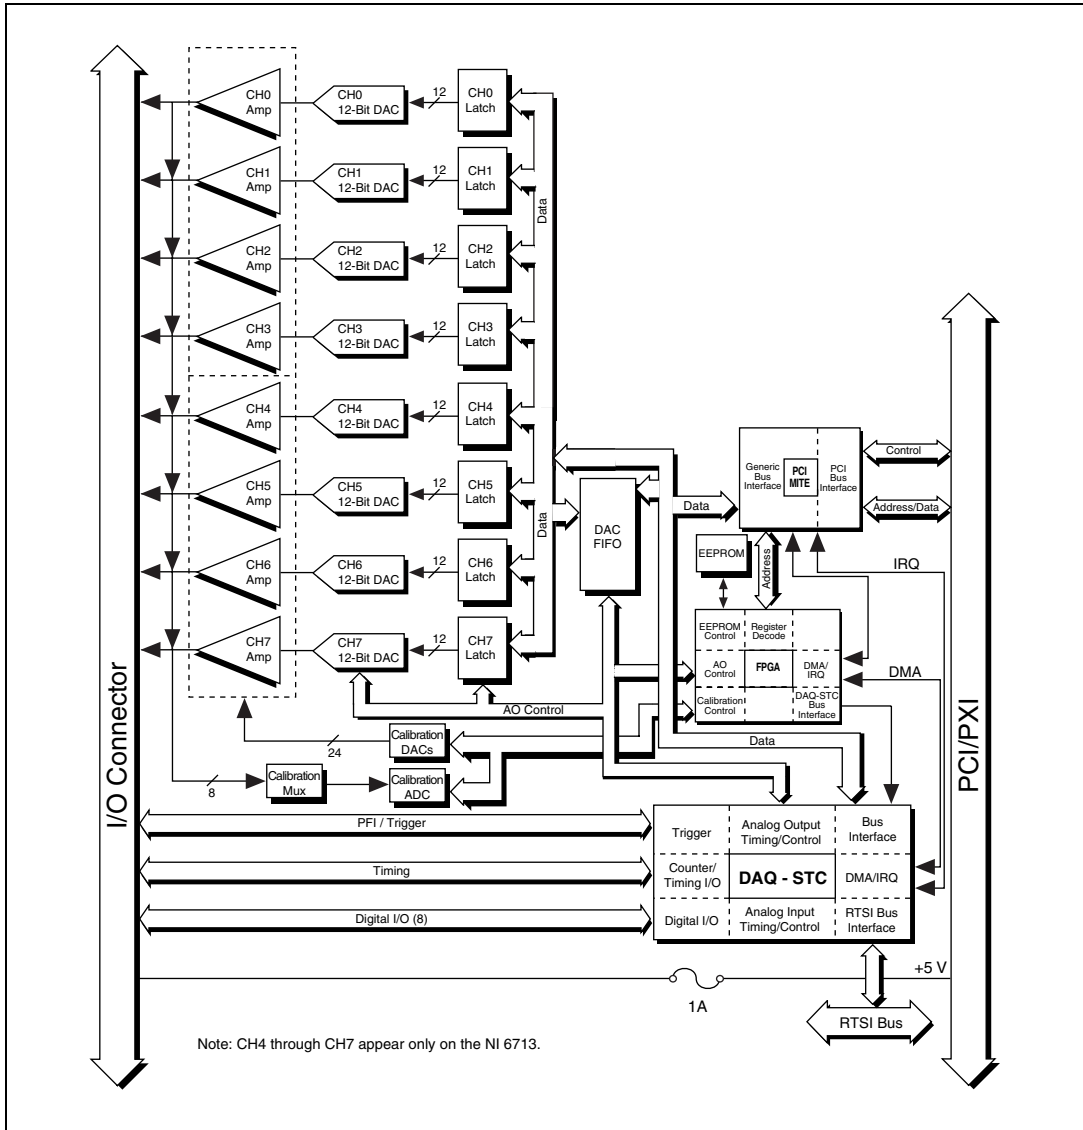 CH0
Amp
CH0
12-Bit DAC
12
CH0
Latch
CH1
Amp
CH1
12-Bit DAC
12
CH1
Latch
Data
CH2
Amp
CH2
12-Bit DAC
12
CH2
Latch
CH3
Amp
CH3
12-Bit DAC
12
CH3
Latch
CH4
Amp
CH4
12-Bit DAC
12
CH4
Latch
CH5
Amp
CH5
12-Bit DAC
12
CH5
Latch
Data
CH6
Amp
CH6
12-Bit DAC
12
CH6
Latch
CH7
Amp
CH7
12-Bit DAC
12
CH7
Latch
DAC
FIFO
Data
Generic
Bus
Interface
PCI
MITE
PCI
Bus
Interface
Control
Address/Data
IRQ
EEPROM
Address
EEPROM
Control
Register
Decode
AO
Control
FPGA
DMA/
IRQ
Calibration
Control
DAQ-STC
Bus
Interface
DMA
AO Control
Data
24
Calibration
DACs
8
Calibration
Mux
Calibration
ADC
I/O Connector
PCI/PXI
PFI / Trigger
Timing
Digital I/O (8)
Trigger
Analog Output
Timing/Control
Bus
Interface
Counter/
Timing I/O
DAQ - STC
DMA/IRQ
Digital I/O
Analog Input
Timing/Control
RTSI Bus
Interface
+5 V
1A
RTSI Bus
Note: CH4 through CH7 appear only on the NI 6713.